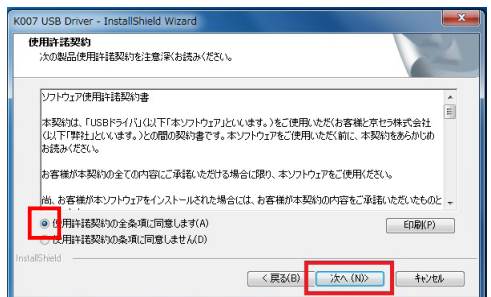 K007 USB Driver - InstallShield Wizard
使用許諾契約
次の製品使用許諾契約を注意深くお読みください。
ソフトウェア使用許諾契約書
本契約は、「USBドライバ」(以下「本ソフトウェア」といいます。)をご使用いただくお客様と京セラ株式会社
(以下「弊社」といいます。)との間の契約書です。本ソフトウェアをご使用いただく前に、本契約をあらかじめ
お読みください。
お客様が本契約の全ての内容にご承諾いただける場合に限り、本ソフトウェアをご使用ください。
尚、お客様が本ソフトウェアをインストールされた場合には、お客様が本契約の内容をご承諾いただいたものと
使用許諾契約の全条項に同意します(A)
印刷(P)
使用許諾契約の条項に同意しません(D)
InstallShield
< 戻る(B)
次へ (N)>
キャンセル